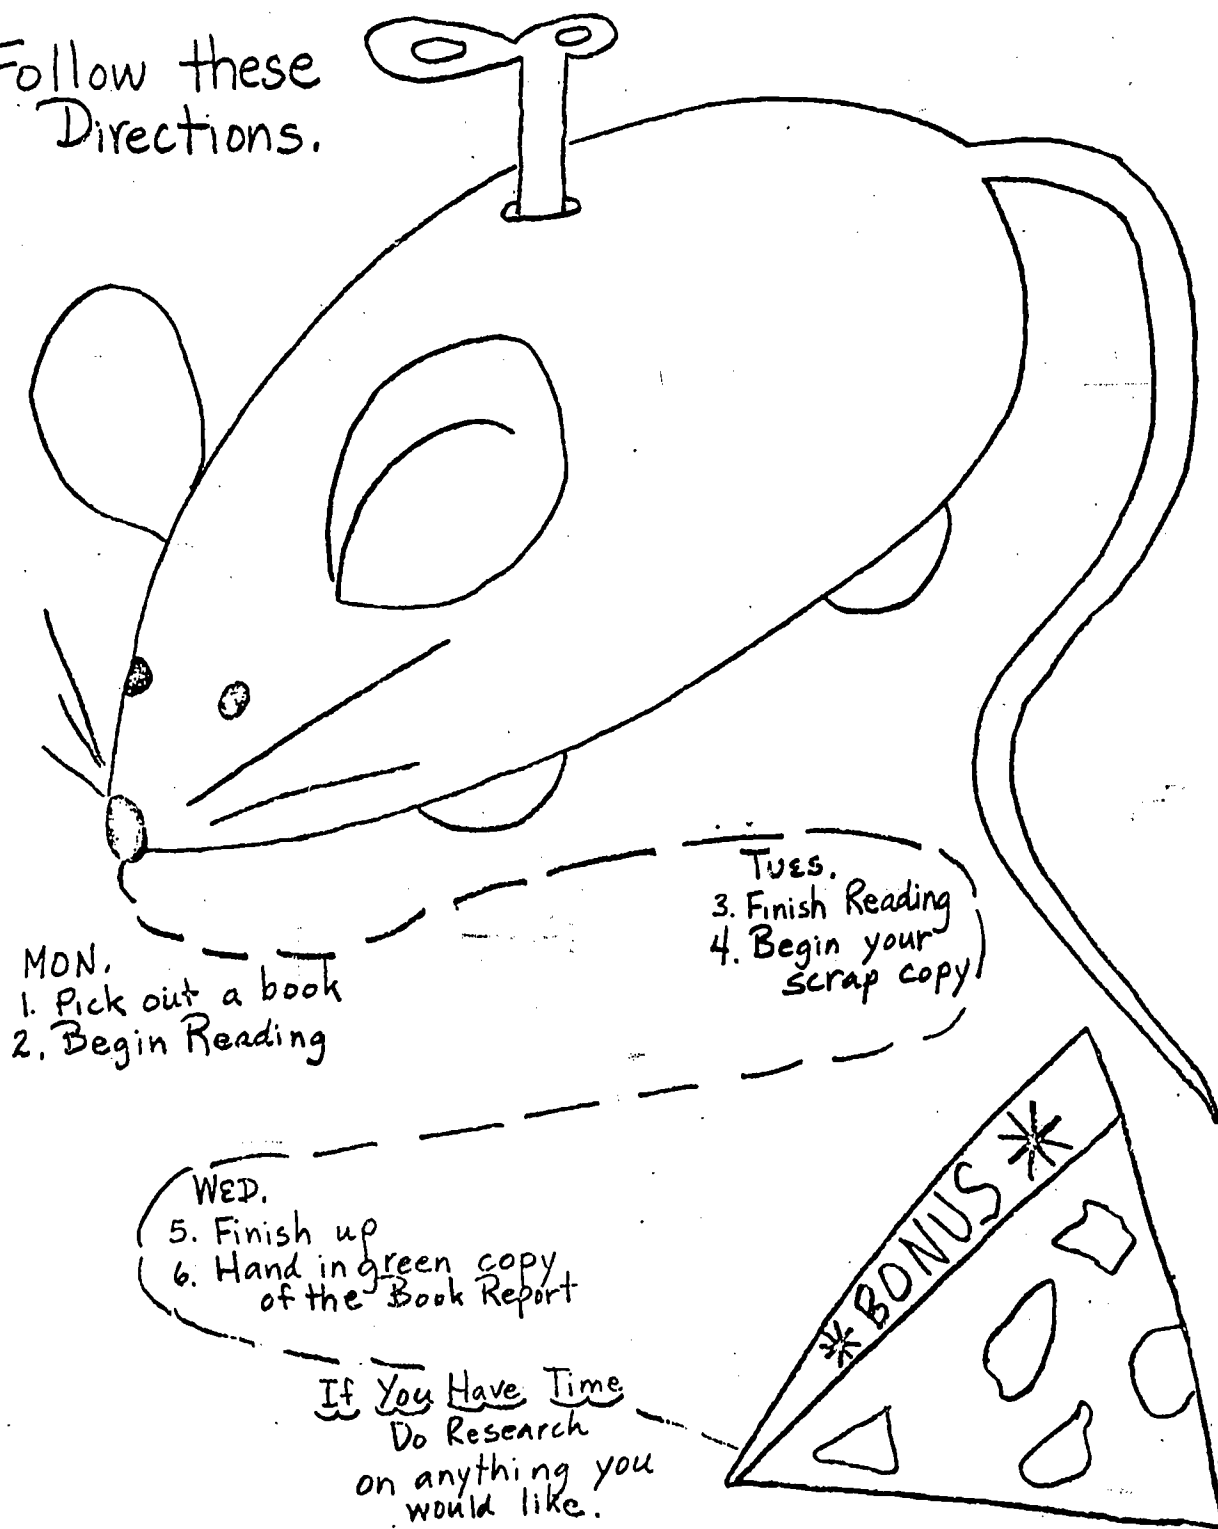 Follow these
Directions.
MON.
1. Pick out a book
2. Begin Reading
TUES.
3. Finish Reading
4. Begin your
scrap copy
WED.
5. Finish up
6. Hand in green copy
of the Book Report
If You Have Time
Do Research
on anything you
would like.
* BONUS *